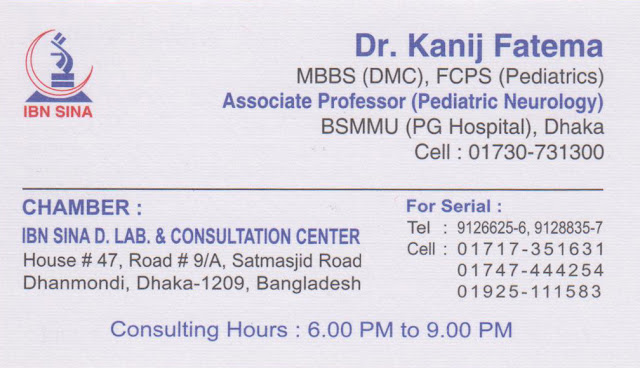 IBN SINA
Dr. Kanij Fatema
MBBS (DMC), FCPS (Pediatrics)
Associate Professor (Pediatric Neurology)
BSMMU (PG Hospital), Dhaka
Cell : 01730-731300
CHAMBER :
IBN SINA D. LAB. & CONSULTATION CENTER
House # 47, Road # 9/A, Satmasjid Road
Dhanmondi, Dhaka-1209, Bangladesh
For Serial :
Tel : 9126625-6, 9128835-7
Cell : 01717-351631
01747-444254
01925-111583
Consulting Hours : 6.00 PM to 9.00 PM